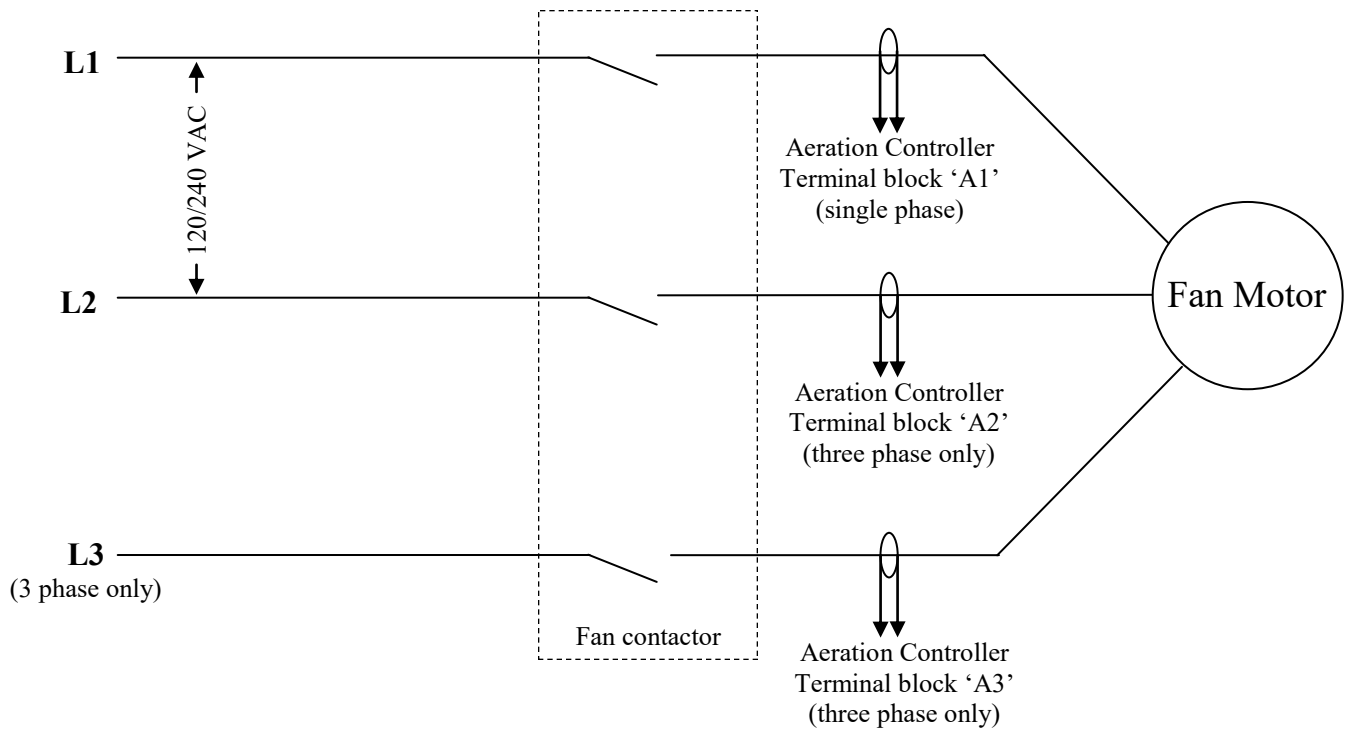 L1
120/240 VAC
Aeration Controller
Terminal block ‘A1’
(single phase)
L2
Fan Motor
Aeration Controller
Terminal block ‘A2’
(three phase only)
L3
(3 phase only)
Fan contactor
Aeration Controller
Terminal block ‘A3’
(three phase only)